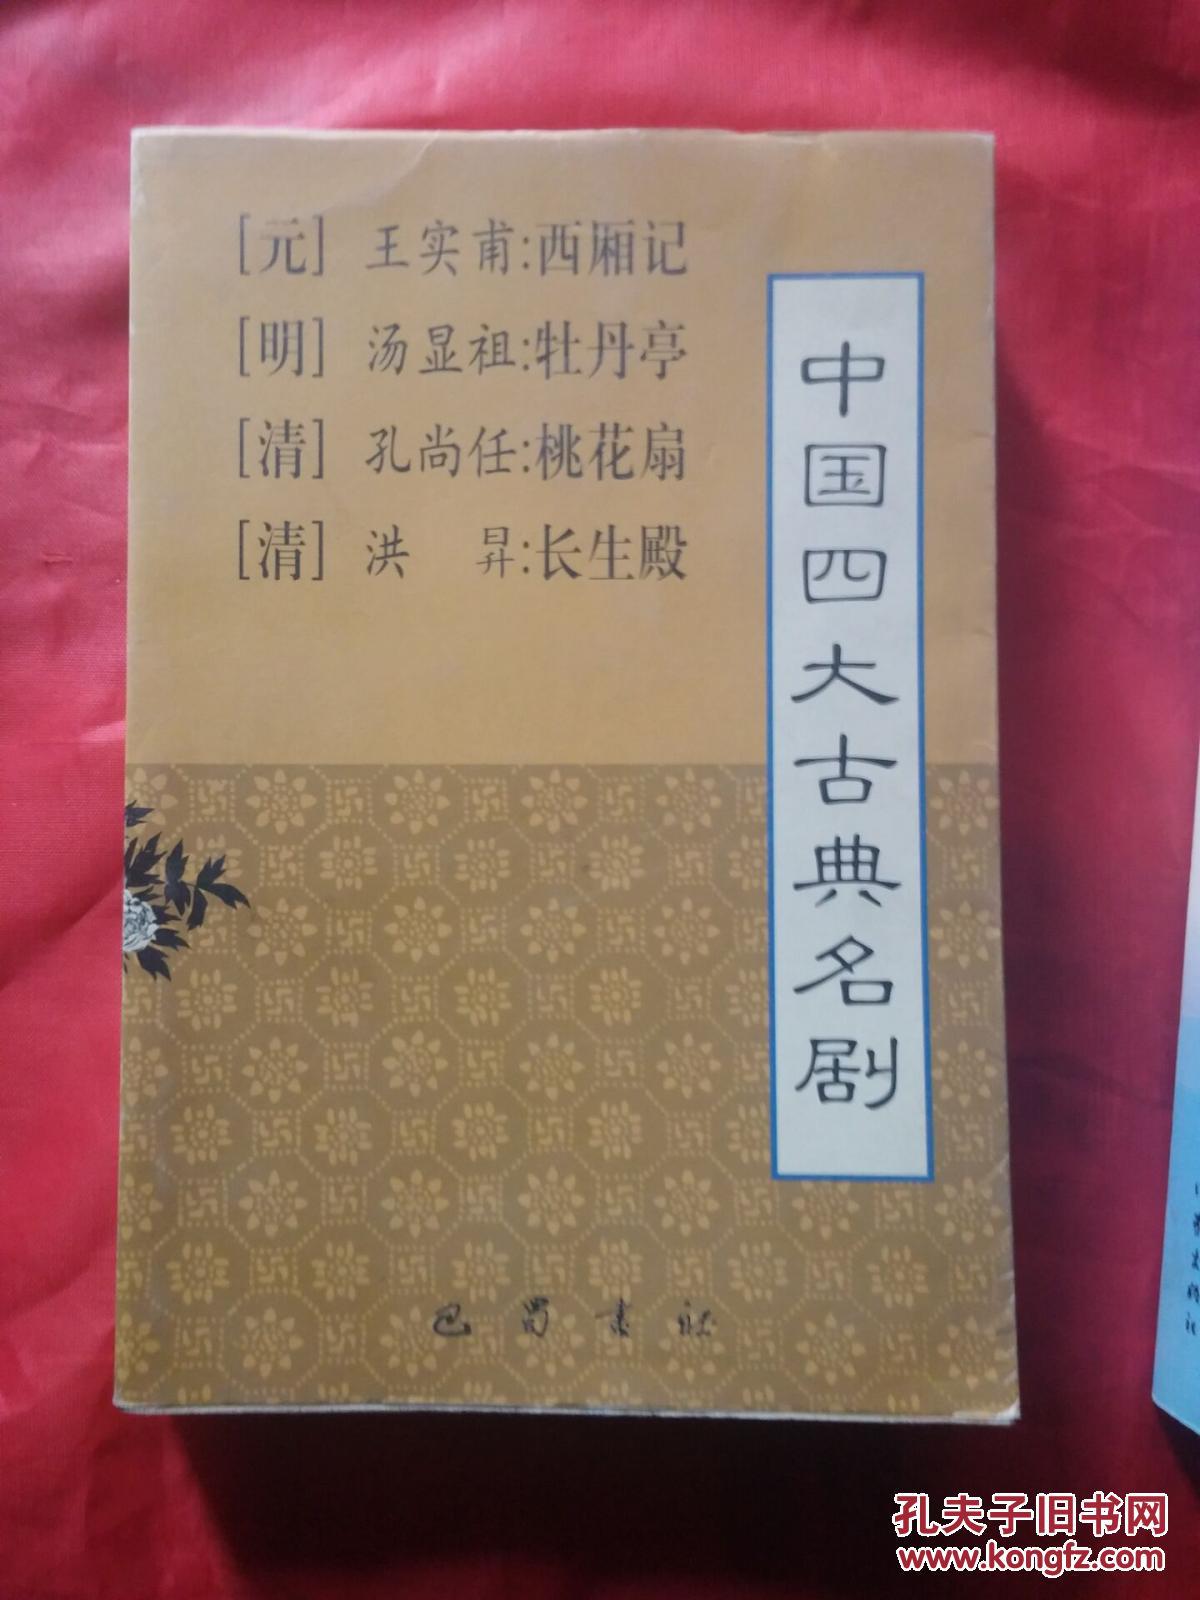 [元] 王实甫:西厢记
[明] 汤显祖:牡丹亭
[清] 孔尚任:桃花扇
[清] 洪 昇:长生殿
中国四大古典名剧
巴蜀书社
孔夫子旧书网
www.kongfz.com